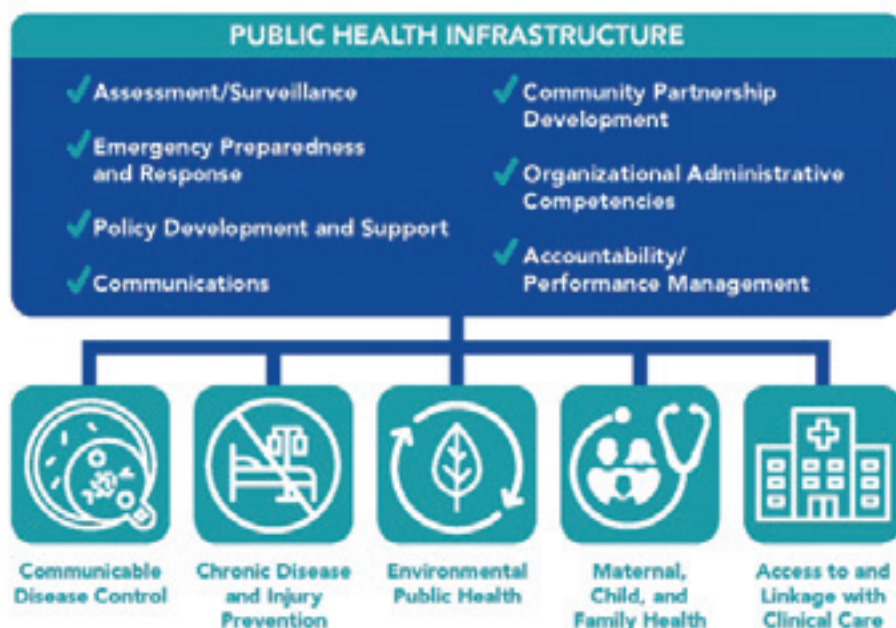 PUBLIC HEALTH INFRASTRUCTURE
Assessment/Surveillance
Emergency Preparedness
and Response
Policy Development and Support
Communications
Community Partnership
Development
Organizational Administrative
Competencies
Accountability/
Performance Management
Communicable
Disease Control
Chronic Disease
and Injury
Prevention
Environmental
Public Health
Maternal,
Child, and
Family Health
Access to and
Linkage with
Clinical Care